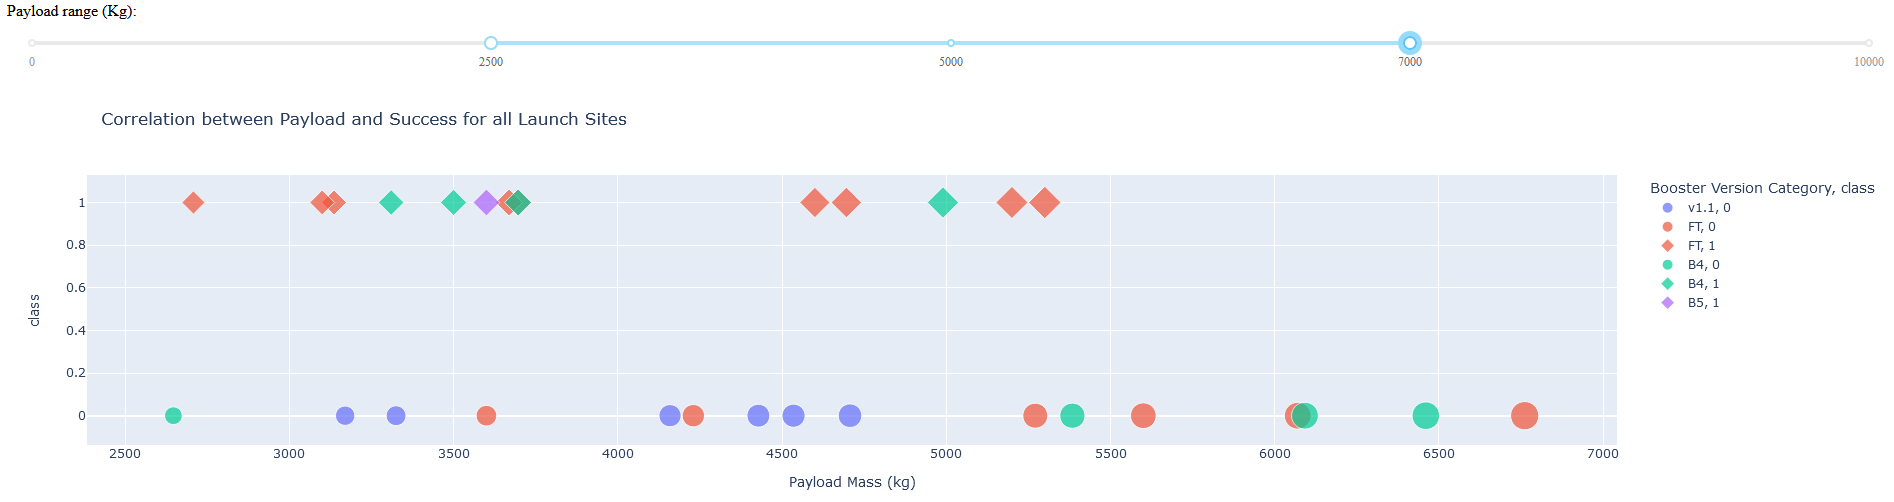 Payload range (Kg):
0 2500 5000 7000 10000
Correlation between Payload and Success for all Launch Sites
Booster Version Category, class
v1.1, 0
FT, 0
FT, 1
B4, 0
B4, 1
B5, 1
class
1
0.8
0.6
0.4
0.2
0
2500 3000 3500 4000 4500 5000 5500 6000 6500 7000
Payload Mass (kg)